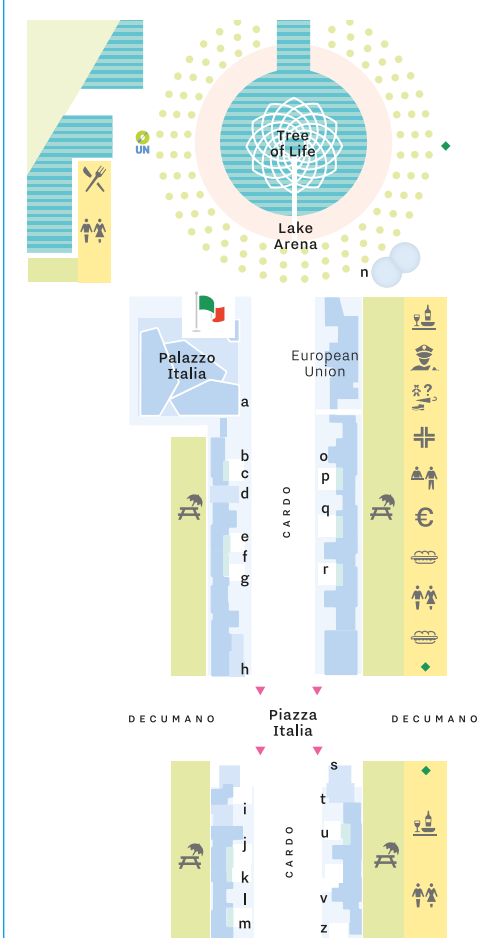 UN
Tree
of Life
Lake
Arena
n
Palazzo
Italia
European
Union
a
b
c
d
e
f
g
h
CARDO
o
p
q
r
€
DECUMANO
Piazza
Italia
DECUMANO
i
j
k
l
m
CARDO
s
t
u
v
z
?